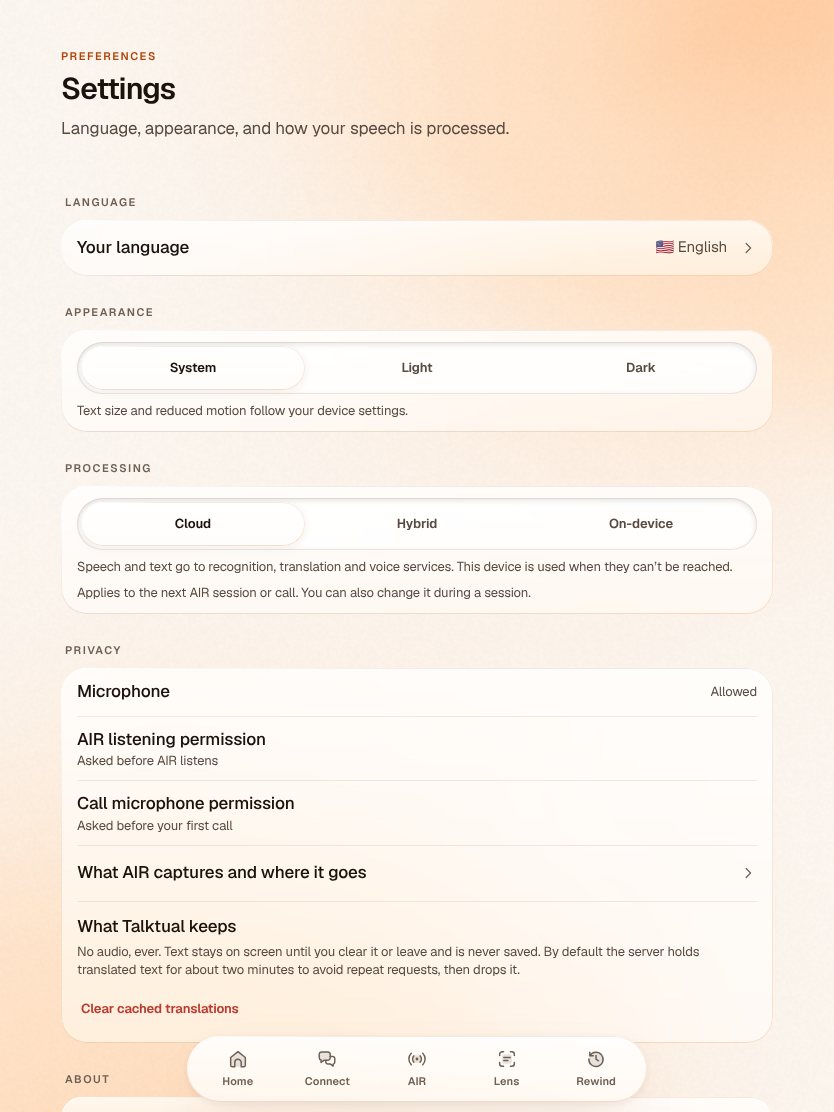 PREFERENCES
Settings
Language, appearance, and how your speech is processed.
LANGUAGE
Your language
🇺🇸 English
APPEARANCE
System
Light
Dark
Text size and reduced motion follow your device settings.
PROCESSING
Cloud
Hybrid
On-device
Speech and text go to recognition, translation and voice services. This device is used when they can’t be reached.
Applies to the next AIR session or call. You can also change it during a session.
PRIVACY
Microphone
Allowed
AIR listening permission
Asked before AIR listens
Call microphone permission
Asked before your first call
What AIR captures and where it goes
What Talktual keeps
No audio, ever. Text stays on screen until you clear it or leave and is never saved. By default the server holds
translated text for about two minutes to avoid repeat requests, then drops it.
Clear cached translations
ABOUT
Home
Connect
AIR
Lens
Rewind